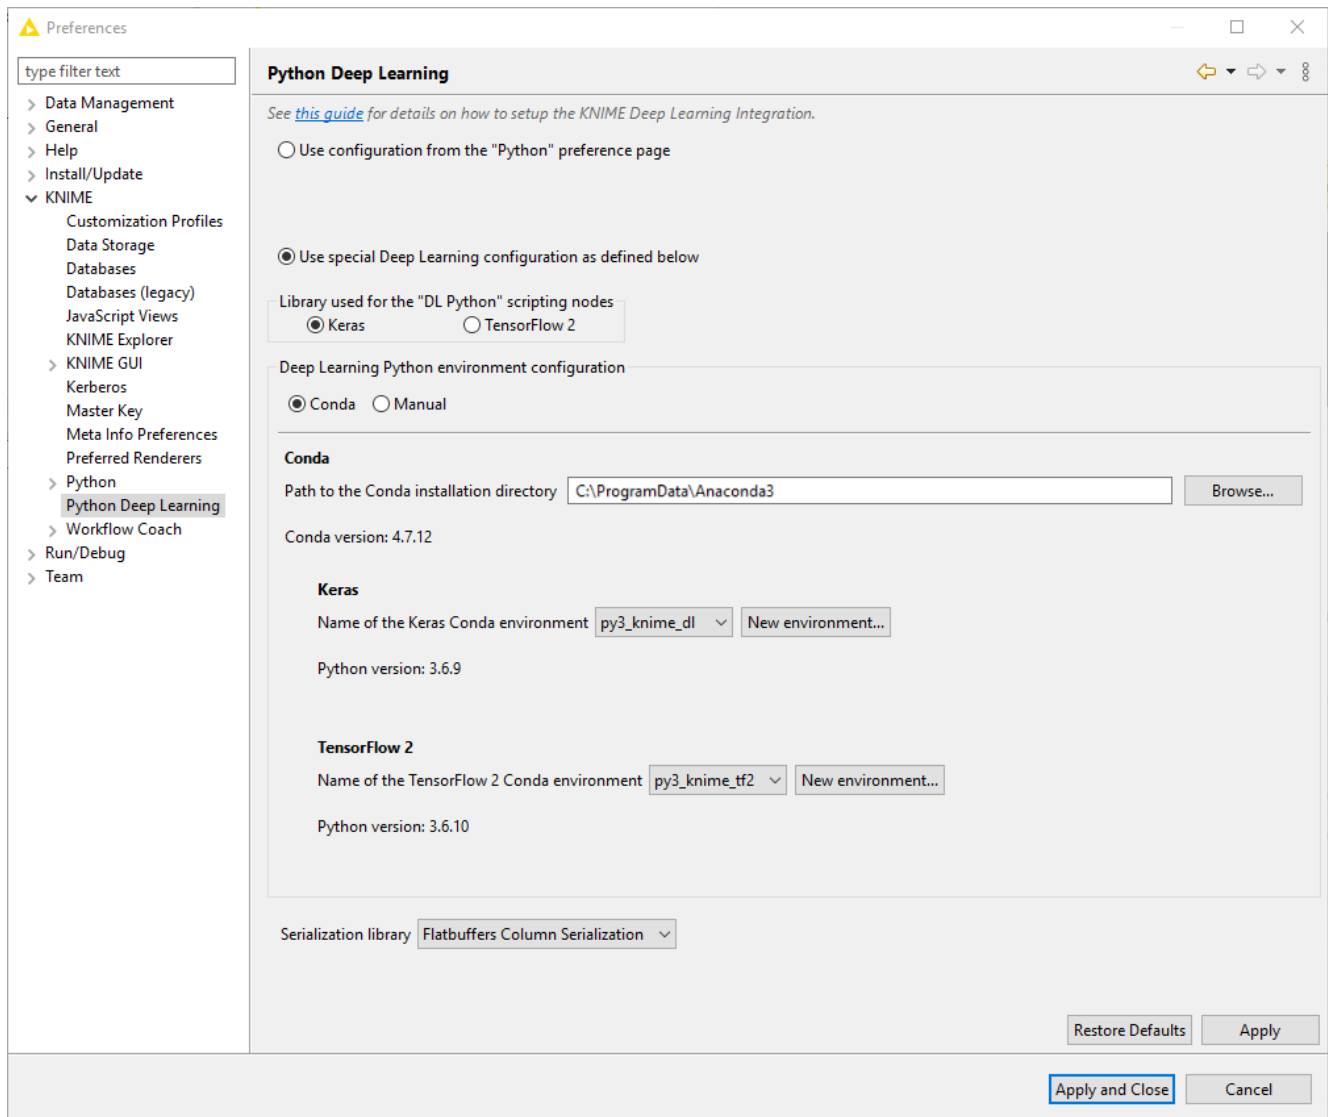 Preferences
type filter text
Data Management
General
Help
Install/Update
KNIME
Customization Profiles
Data Storage
Databases
Databases (legacy)
JavaScript Views
KNIME Explorer
KNIME GUI
Kerberos
Master Key
Meta Info Preferences
Preferred Renderers
Python
Python Deep Learning
Workflow Coach
Run/Debug
Team
Python Deep Learning
See this guide for details on how to setup the KNIME Deep Learning Integration.
Use configuration from the "Python" preference page
Use special Deep Learning configuration as defined below
Library used for the "DL Python" scripting nodes
Keras TensorFlow 2
Deep Learning Python environment configuration
Conda Manual
Conda
Path to the Conda installation directory C:\ProgramData\Anaconda3 Browse...
Conda version: 4.7.12
Keras
Name of the Keras Conda environment py3_knime_dl New environment...
Python version: 3.6.9
TensorFlow 2
Name of the TensorFlow 2 Conda environment py3_knime_tf2 New environment...
Python version: 3.6.10
Serialization library Flatbuffers Column Serialization
Restore Defaults Apply
Apply and Close Cancel